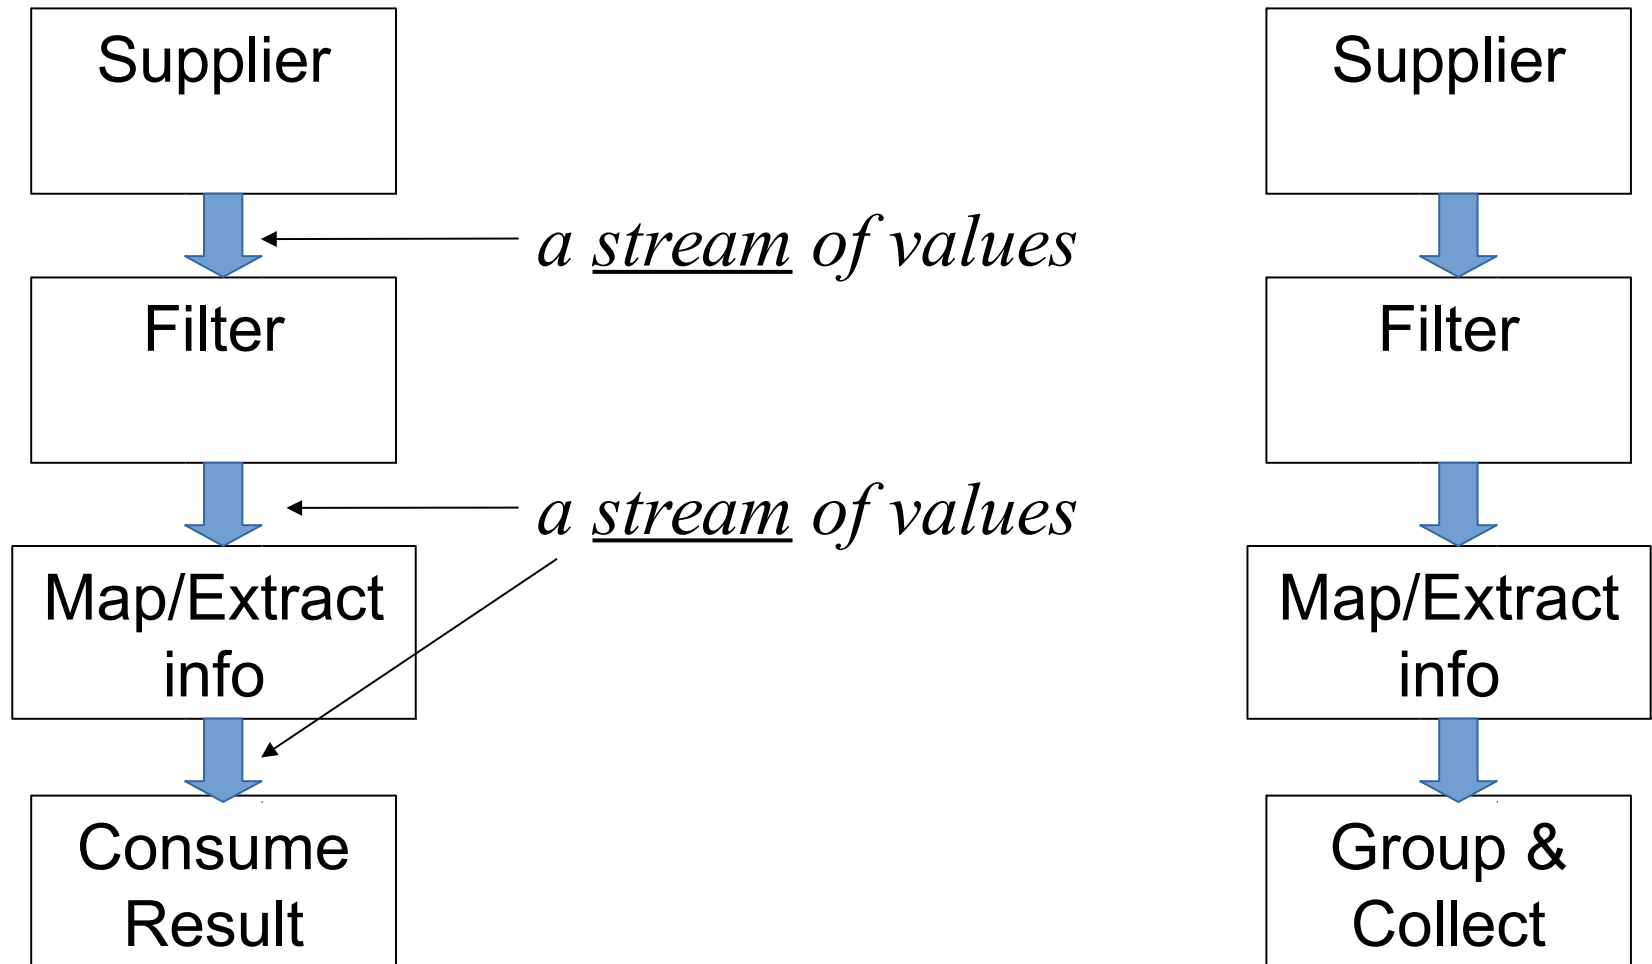 Supplier
a stream of values
Filter
a stream of values
Map/Extract
info
Consume
Result
Supplier
Filter
Map/Extract
info
Group &
Collect